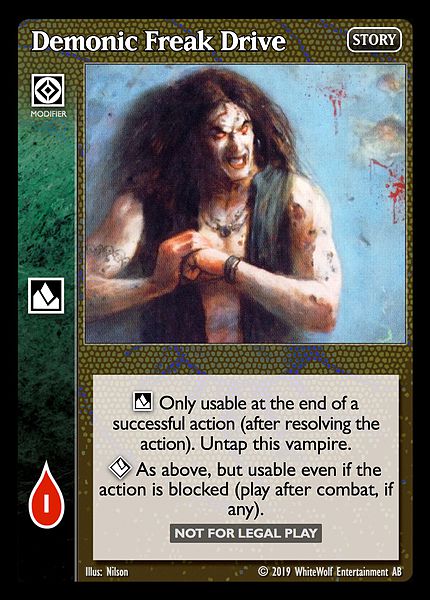 Demonic Freak Drive
STORY
MODIFIER
Only usable at the end of a
successful action (after resolving the
action). Untap this vampire.
As above, but usable even if the
action is blocked (play after combat, if
any).
NOT FOR LEGAL PLAY
1
Illus: Nilson
© 2019 WhiteWolf Entertainment AB